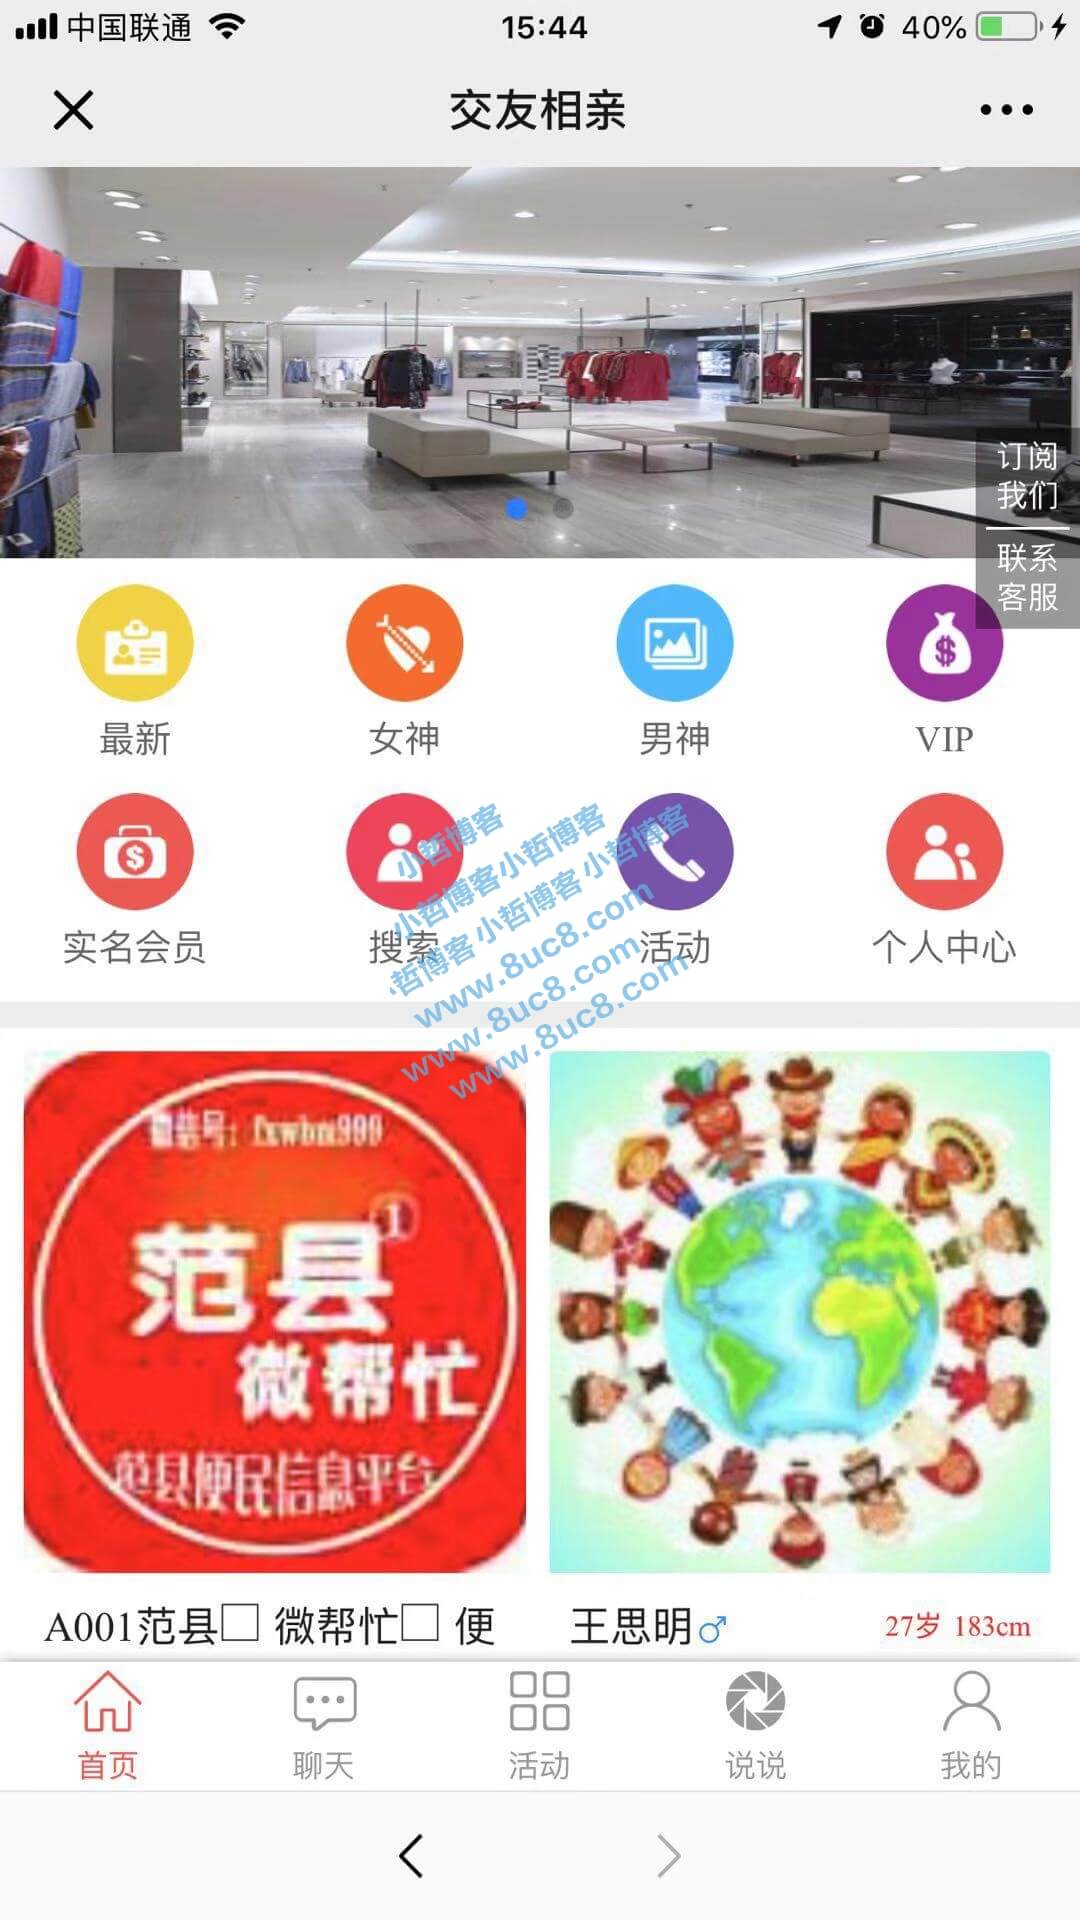 中国联通
15:44
40%
交友相亲
订阅
我们
联系
客服
最新
女神
男神
VIP
实名会员
搜索
活动
个人中心
小哲博客
小哲博客小哲博客
哲博客 小哲博客 小哲博客
www.8uc8.com
www.8uc8.com
www.8uc8.com
微信号: fxwbm999
范县
1
微帮忙
范县便民信息平台
A001范县□ 微帮忙□ 便
王思明♂
27岁 183cm
首页
聊天
活动
说说
我的